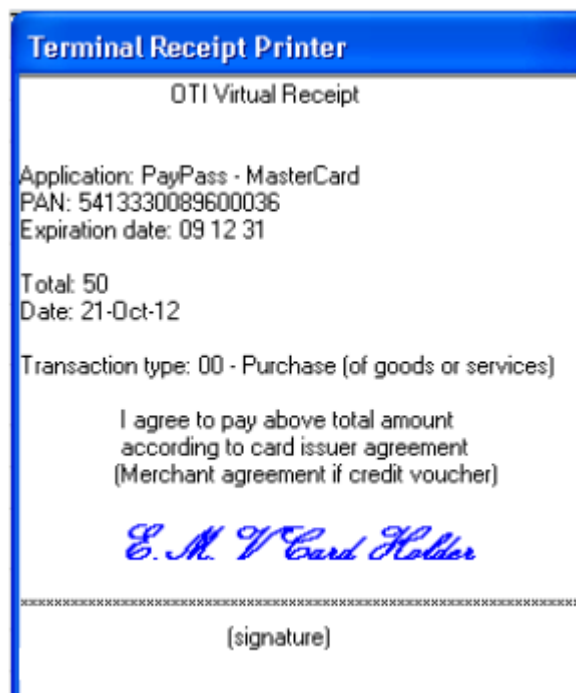 Terminal Receipt Printer
OTI Virtual Receipt
Application: PayPass - MasterCard
PAN: 5413330089600036
Expiration date: 09 12 31
Total: 50
Date: 21-Oct-12
Transaction type: 00 - Purchase (of goods or services)
I agree to pay above total amount
according to card issuer agreement
(Merchant agreement if credit voucher)
E. M. V Card Holder
(signature)